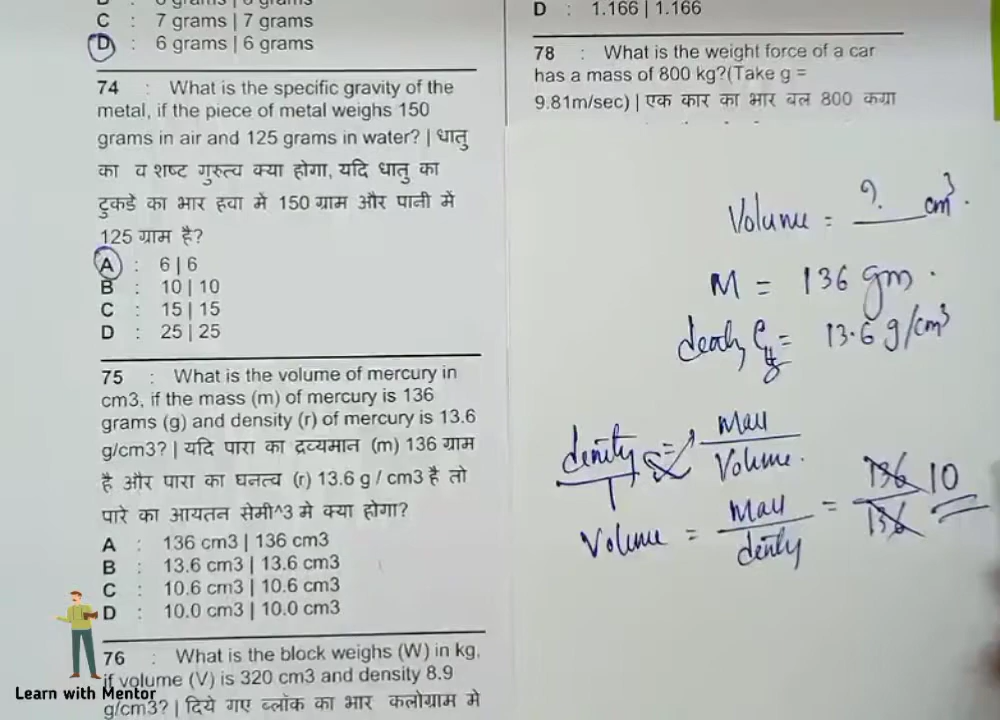 C : 7 grams | 7 grams
D : 6 grams | 6 grams
74 : What is the specific gravity of the
metal, if the piece of metal weighs 150
grams in air and 125 grams in water? | धातु
का व शष्ट गुरुत्व क्या होगा, यदि धातु का
टुकडे का भार हवा में 150 ग्राम और पानी में
125 ग्राम है?
A : 6 | 6
B : 10 | 10
C : 15 | 15
D : 25 | 25
75 : What is the volume of mercury in
cm3, if the mass (m) of mercury is 136
grams (g) and density (r) of mercury is 13.6
g/cm3? | यदि पारा का द्रव्यमान (m) 136 ग्राम
है और पारा का घनत्व (r) 13.6 g / cm3 है तो
पारे का आयतन सेमी^3 मे क्या होगा?
A : 136 cm3 | 136 cm3
B : 13.6 cm3 | 13.6 cm3
C : 10.6 cm3 | 10.6 cm3
D : 10.0 cm3 | 10.0 cm3
76 : What is the block weighs (W) in kg,
if volume (V) is 320 cm3 and density 8.9
g/cm3? | दिये गए ब्लॉक का भार कलोग्राम मे
Learn with Mentor
D : 1.166 | 1.166
78 : What is the weight force of a car
has a mass of 800 kg?(Take g =
9.81m/sec) | एक कार का भार बल 800 कग्रा
Volume = ? cm³.
M = 136 gm.
= 13.6 g/cm³
Volume.
Volume = = 136 10
136